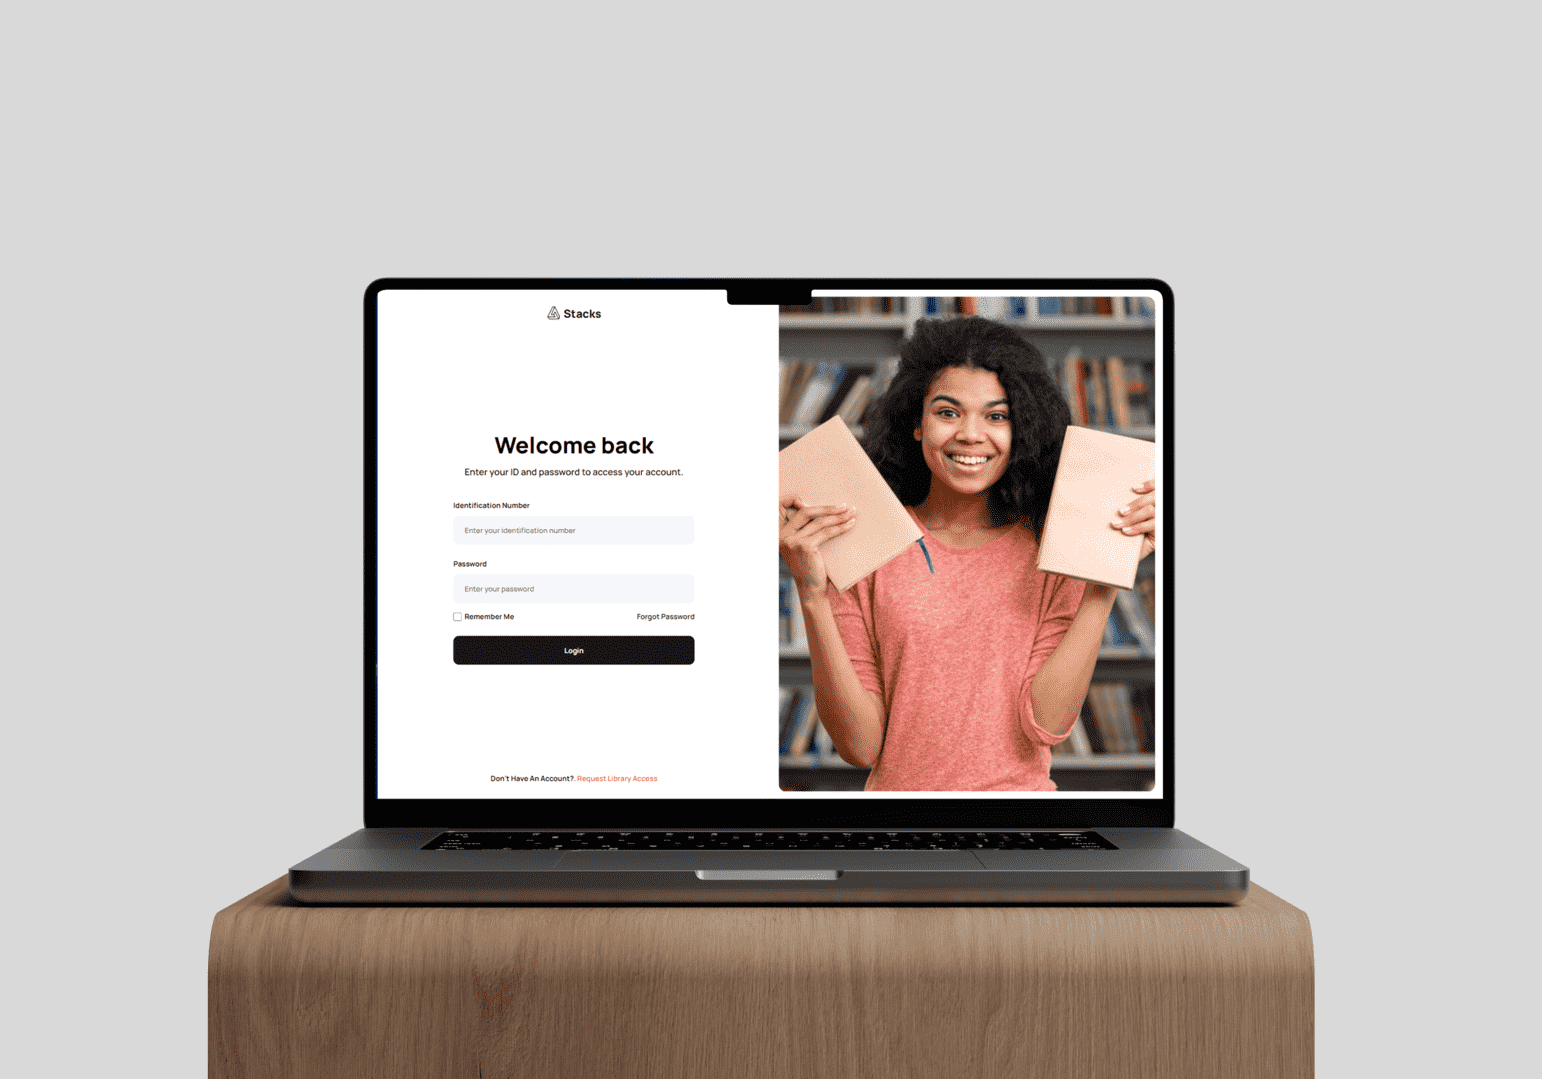 Stacks
Welcome back
Enter your ID and password to access your account.
Identification Number
Enter your identification number
Password
Enter your password
Remember Me
Forgot Password
Login
Don't Have An Account?. Request Library Access